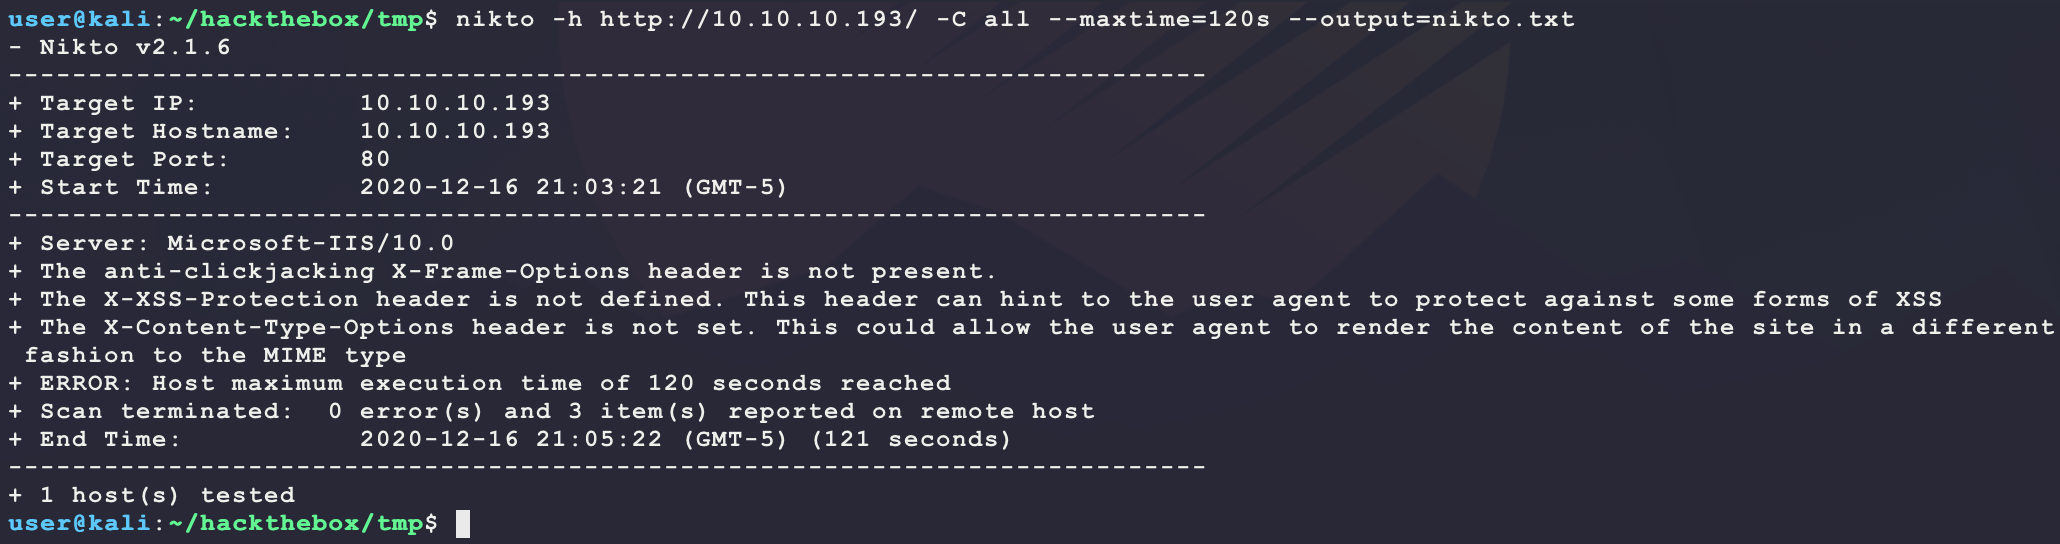 user@kali:~/hackthebox/tmp$ nikto -h http://10.10.10.193/ -C all --maxtime=120s --output=nikto.txt
- Nikto v2.1.6
---------------------------------------------------------------------------
+ Target IP:          10.10.10.193
+ Target Hostname:    10.10.10.193
+ Target Port:        80
+ Start Time:         2020-12-16 21:03:21 (GMT-5)
---------------------------------------------------------------------------
+ Server: Microsoft-IIS/10.0
+ The anti-clickjacking X-Frame-Options header is not present.
+ The X-XSS-Protection header is not defined. This header can hint to the user agent to protect against some forms of XSS
+ The X-Content-Type-Options header is not set. This could allow the user agent to render the content of the site in a different
 fashion to the MIME type
+ ERROR: Host maximum execution time of 120 seconds reached
+ Scan terminated:  0 error(s) and 3 item(s) reported on remote host
+ End Time:           2020-12-16 21:05:22 (GMT-5) (121 seconds)
---------------------------------------------------------------------------
+ 1 host(s) tested
user@kali:~/hackthebox/tmp$